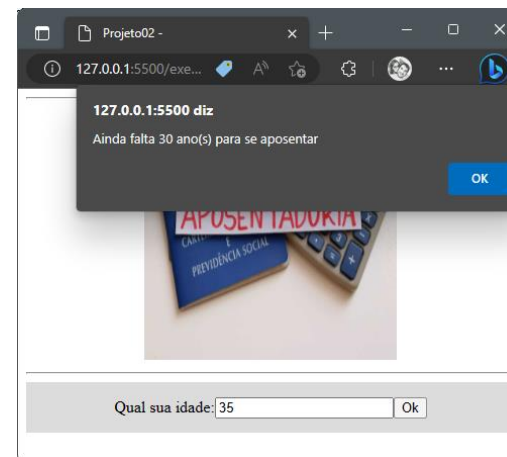 Projeto02 -
127.0.0.1:5500/exe...
127.0.0.1:5500 diz
Ainda falta 30 ano(s) para se aposentar
OK
APOSENTADORIA
E
PREVIDÊNCIA SOCIAL
Qual sua idade:35 Ok